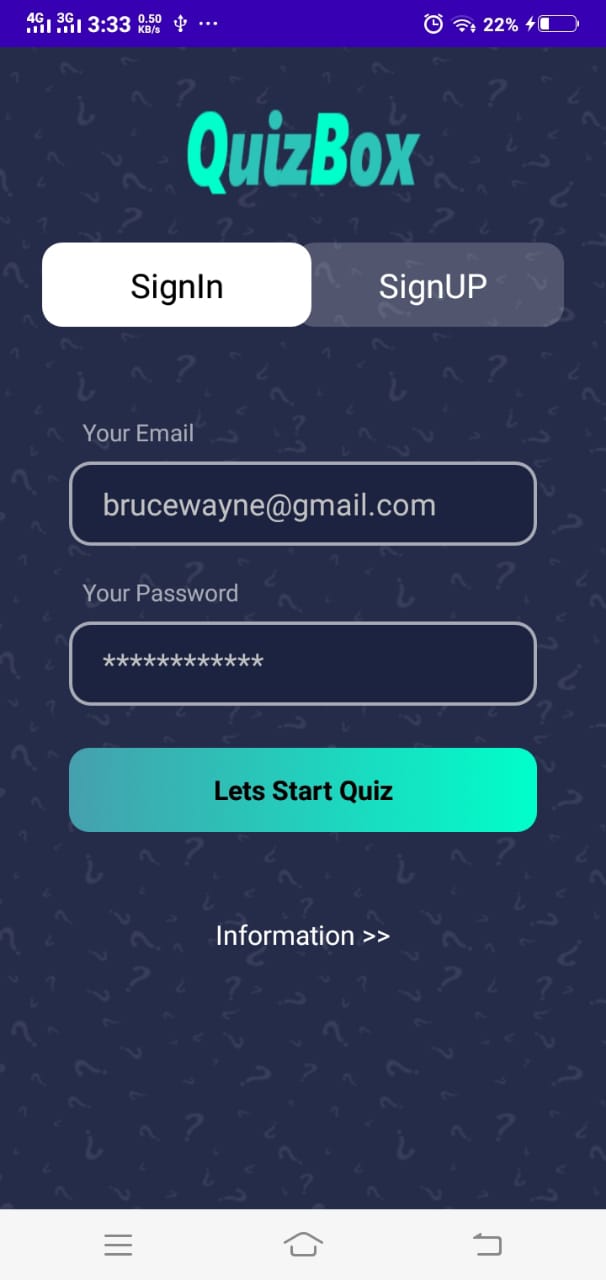 4G 3G 3:33 0.50 KB/s ... 22%
QuizBox
SignIn SignUP
Your Email
brucewayne@gmail.com
Your Password
************
Lets Start Quiz
Information >>